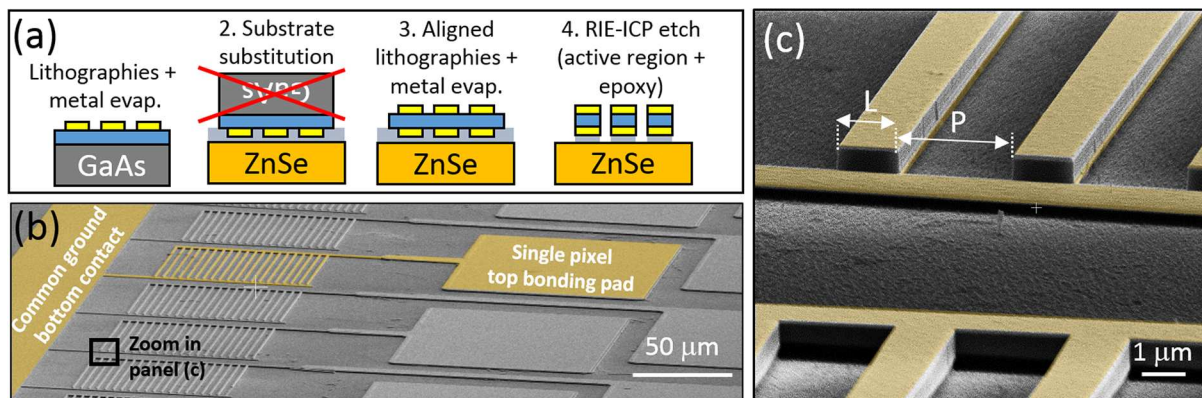 (a)
Lithographies +
metal evap.
GaAs
2. Substrate
substitution
GaAs
ZnSe
3. Aligned
lithographies +
metal evap.
ZnSe
4. RIE-ICP etch
(active region +
epoxy)
ZnSe
(b)
Common ground
bottom contact
Single pixel
top bonding pad
Zoom in
panel (c)
50 μm
(c)
L
P
1 μm